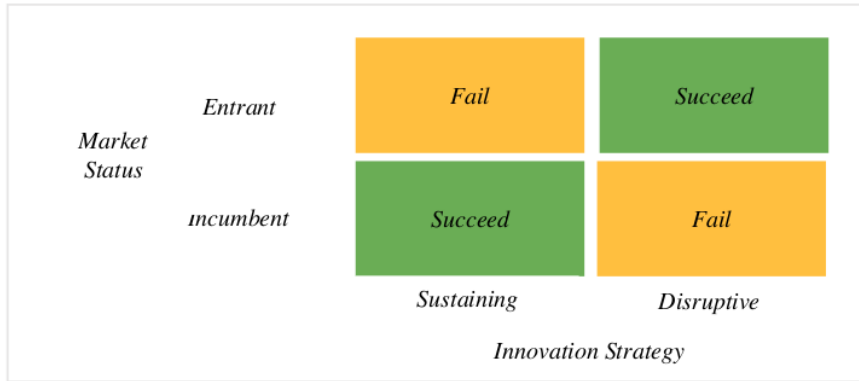 Fail
Succeed
Entrant
Market
Status
Incumbent
Succeed
Fail
Sustaining
Disruptive
Innovation Strategy